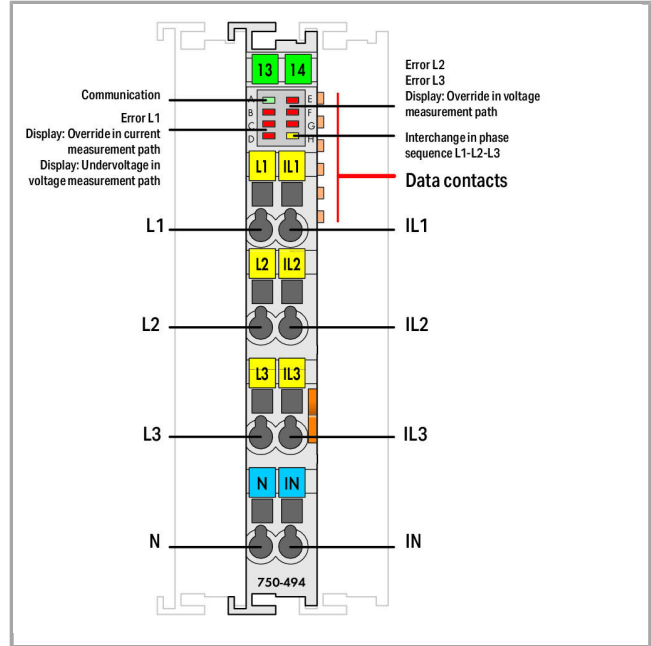 13 14
Communication
Error L1
Display: Override in current
measurement path
Display: Undervoltage in
voltage measurement path
A E
B F
C G
D H
Error L2
Error L3
Display: Override in voltage
measurement path
Interchange in phase
sequence L1-L2-L3
Data contacts
L1 IL1
L1 IL1
L2 IL2
L2 IL2
L3 IL3
L3 IL3
N IN
N IN
750-494